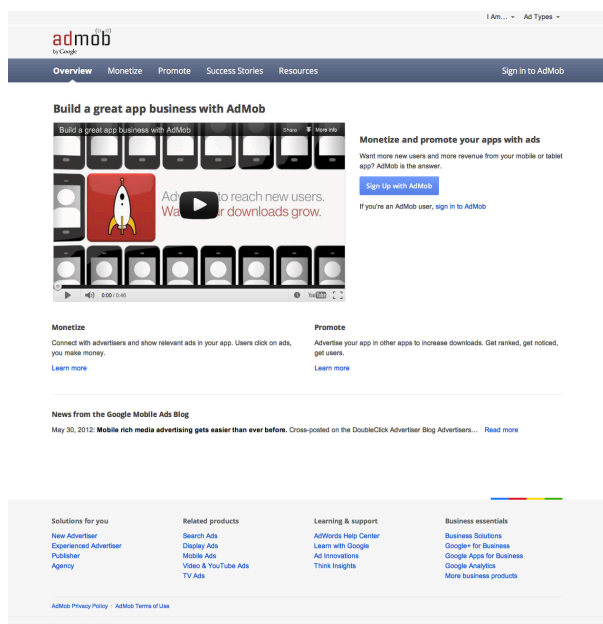 I Am... Ad Types
admob
by Google
Overview Monetize Promote Success Stories Resources Sign in to AdMob
Build a great app business with AdMob
Build a great app business with AdMob Share More info
to reach new users.
r downloads grow.
0:00 / 0:46 YouTube
Monetize and promote your apps with ads
Want more new users and more revenue from your mobile or tablet
app? AdMob is the answer.
Sign Up with AdMob
If you're an AdMob user, sign in to AdMob
Monetize
Connect with advertisers and show relevant ads in your app. Users click on ads,
you make money.
Learn more
Promote
Advertise your app in other apps to increase downloads. Get ranked, get noticed,
get users.
Learn more
News from the Google Mobile Ads Blog
May 30, 2012: Mobile rich media advertising gets easier than ever before. Cross-posted on the DoubleClick Advertiser Blog Advertisers... Read more
Solutions for you
New Advertiser
Experienced Advertiser
Publisher
Agency
Related products
Search Ads
Display Ads
Mobile Ads
Video & YouTube Ads
TV Ads
Learning & support
AdWords Help Center
Learn with Google
Ad Innovations
Think Insights
Business essentials
Business Solutions
Google+ for Business
Google Apps for Business
Google Analytics
More business products
AdMob Privacy Policy · AdMob Terms of Use